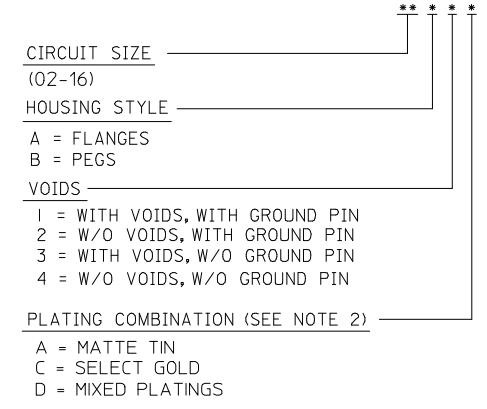 ** * * *
CIRCUIT SIZE
(02-16)
HOUSING STYLE
A = FLANGES
B = PEGS
VOIDS
1 = WITH VOIDS, WITH GROUND PIN
2 = W/O VOIDS, WITH GROUND PIN
3 = WITH VOIDS, W/O GROUND PIN
4 = W/O VOIDS, W/O GROUND PIN
PLATING COMBINATION (SEE NOTE 2)
A = MATTE TIN
C = SELECT GOLD
D = MIXED PLATINGS